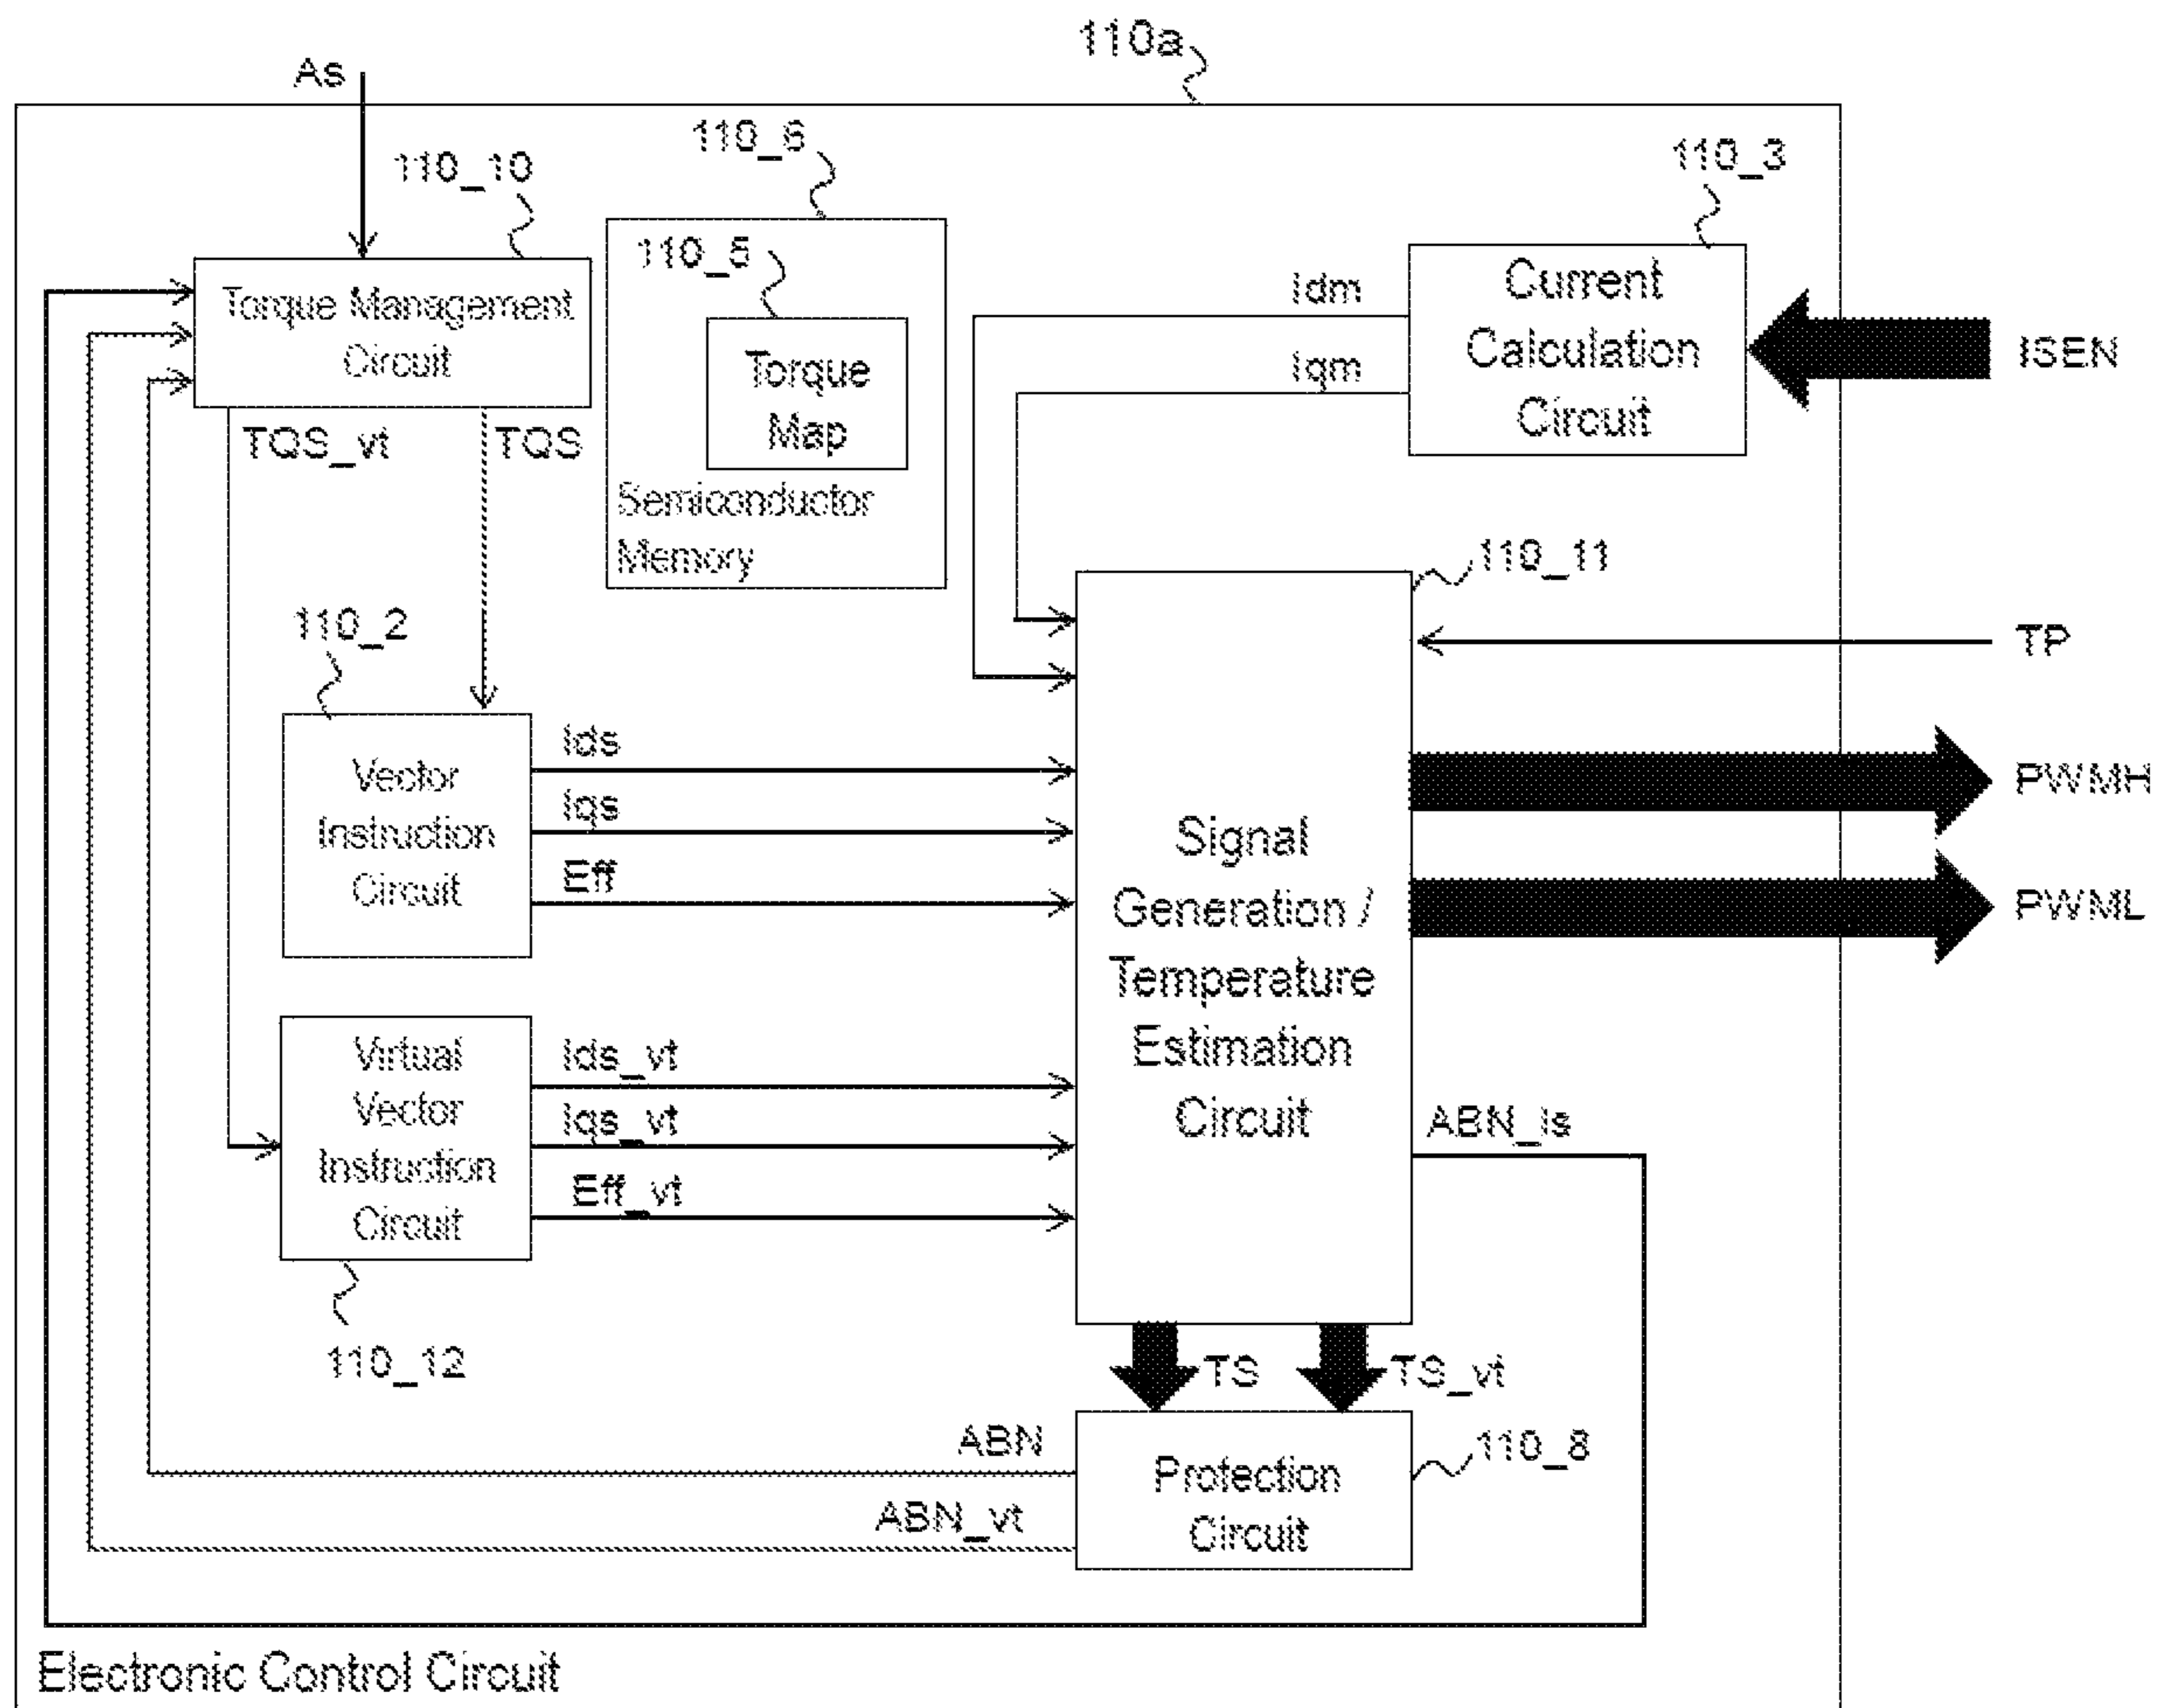 110a
As
110_6
110_3
110_10
110_5
Torque Management
Circuit
Torque
Map
Semiconductor
Memory
Idm
Iqm
Current
Calculation
Circuit
ISEN
TQS_vt
TQS
110_11
TP
110_2
Vector
Instruction
Circuit
Ids
Iqs
Eff
Signal
Generation /
Temperature
Estimation
Circuit
PWMH
PWML
Virtual
Vector
Instruction
Circuit
Ids_vt
Iqs_vt
Eff_vt
110_12
ABN_is
TS
TS_vt
ABN
ABN_vt
Protection
Circuit
110_8
Electronic Control Circuit